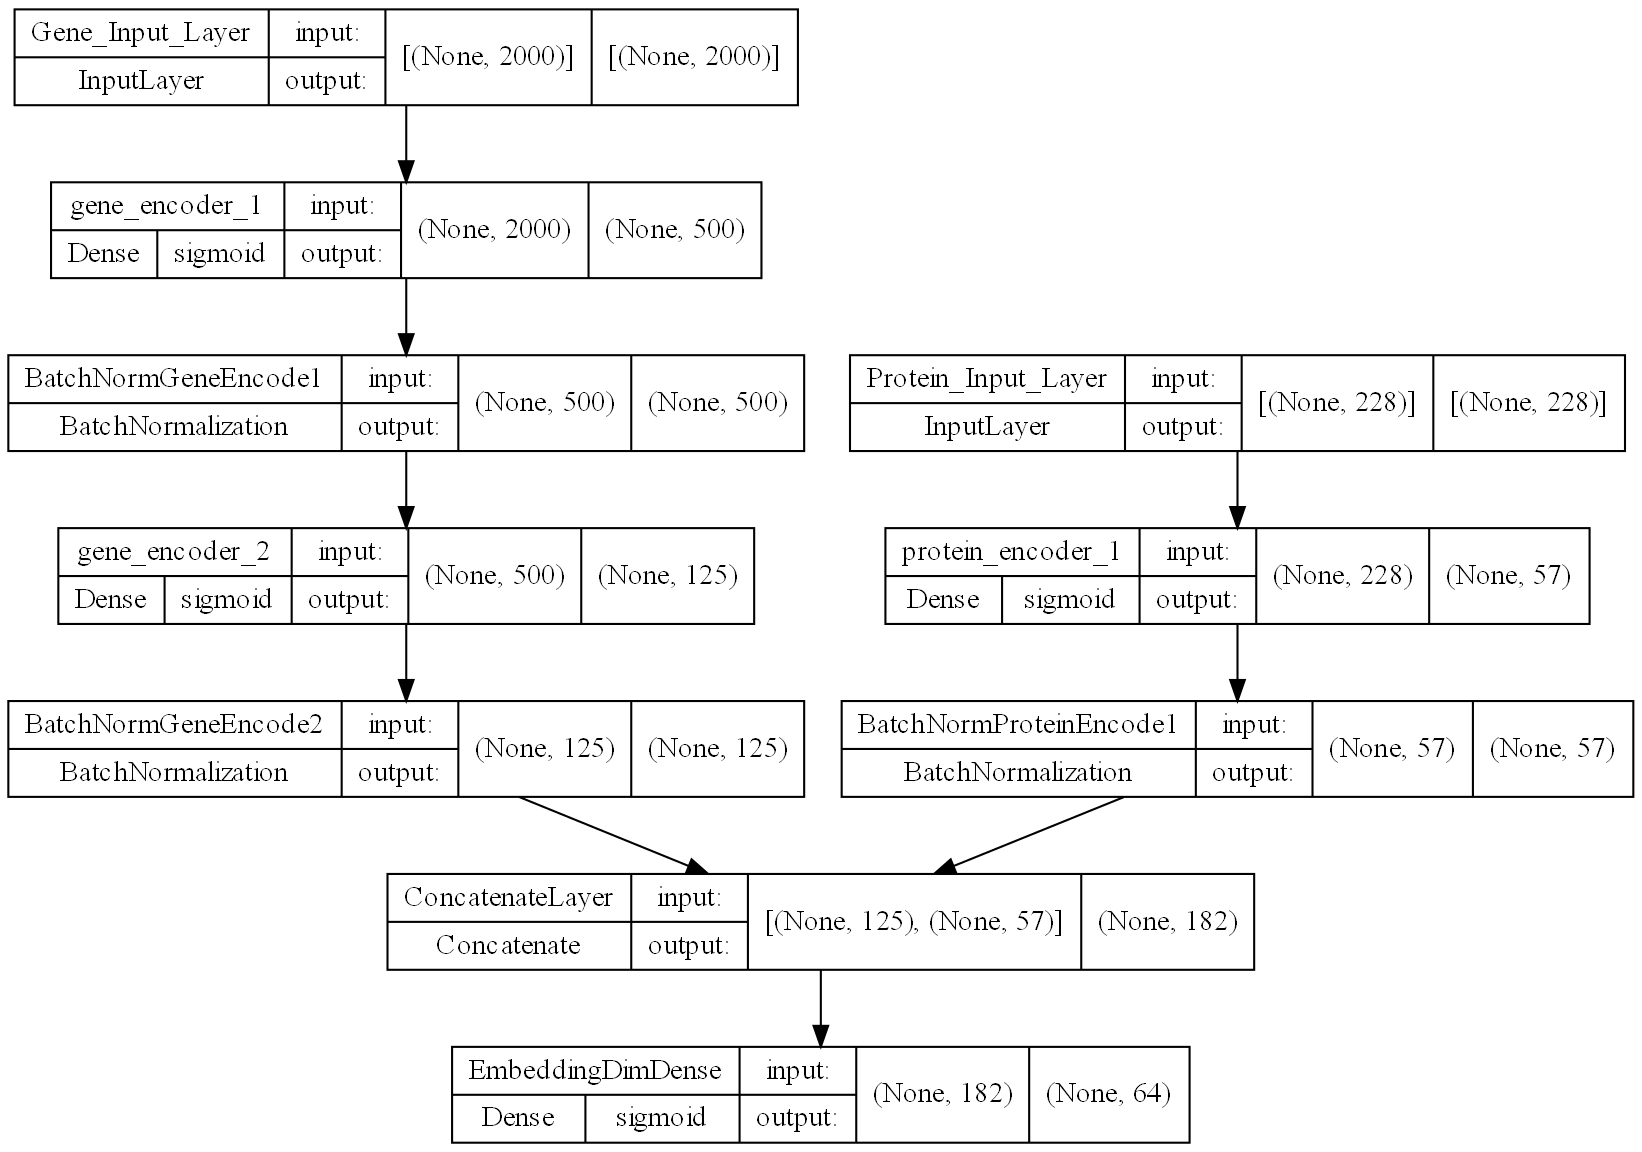 Gene_Input_Layer input: [(None, 2000)] [(None, 2000)]
InputLayer output:
gene_encoder_1 input: (None, 2000) (None, 500)
Dense sigmoid output:
BatchNormGeneEncode1 input: (None, 500) (None, 500)
BatchNormalization output:
Protein_Input_Layer input: [(None, 228)] [(None, 228)]
InputLayer output:
gene_encoder_2 input: (None, 500) (None, 125)
Dense sigmoid output:
protein_encoder_1 input: (None, 228) (None, 57)
Dense sigmoid output:
BatchNormGeneEncode2 input: (None, 125) (None, 125)
BatchNormalization output:
BatchNormProteinEncode1 input: (None, 57) (None, 57)
BatchNormalization output:
ConcatenateLayer input: [(None, 125), (None, 57)] (None, 182)
Concatenate output:
EmbeddingDimDense input: (None, 182) (None, 64)
Dense sigmoid output: